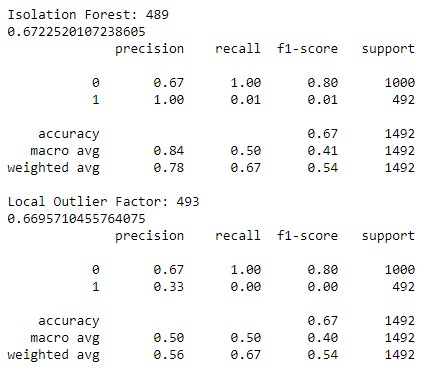 Isolation Forest: 489
0.6722520107238605
precision recall f1-score support
0 0.67 1.00 0.80 1000
1 1.00 0.01 0.01 492
accuracy 0.67 1492
macro avg 0.84 0.50 0.41 1492
weighted avg 0.78 0.67 0.54 1492
Local Outlier Factor: 493
0.6695710455764075
precision recall f1-score support
0 0.67 1.00 0.80 1000
1 0.33 0.00 0.00 492
accuracy 0.67 1492
macro avg 0.50 0.50 0.40 1492
weighted avg 0.56 0.67 0.54 1492